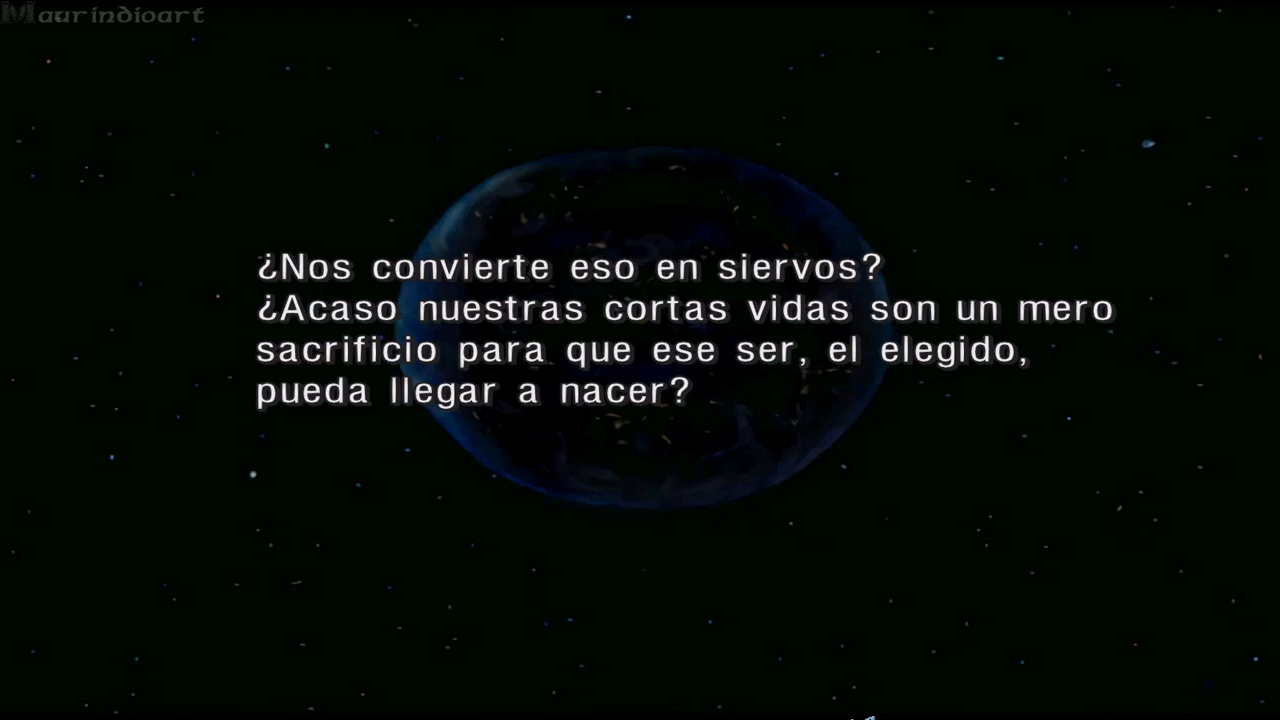 Maurindioart
¿Nos convierte eso en siervos?
¿Acaso nuestras cortas vidas son un mero
sacrificio para que ese ser, el elegido,
pueda llegar a nacer?